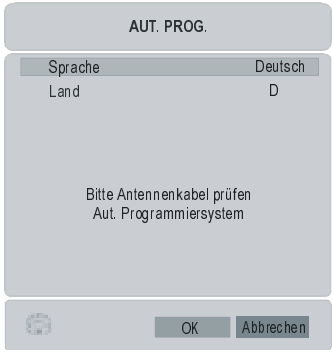 AUT. PROG.
Sprache Deutsch
Land D
Bitte Antennenkabel prüfen
Aut. Programmiersystem
OK Abbrechen